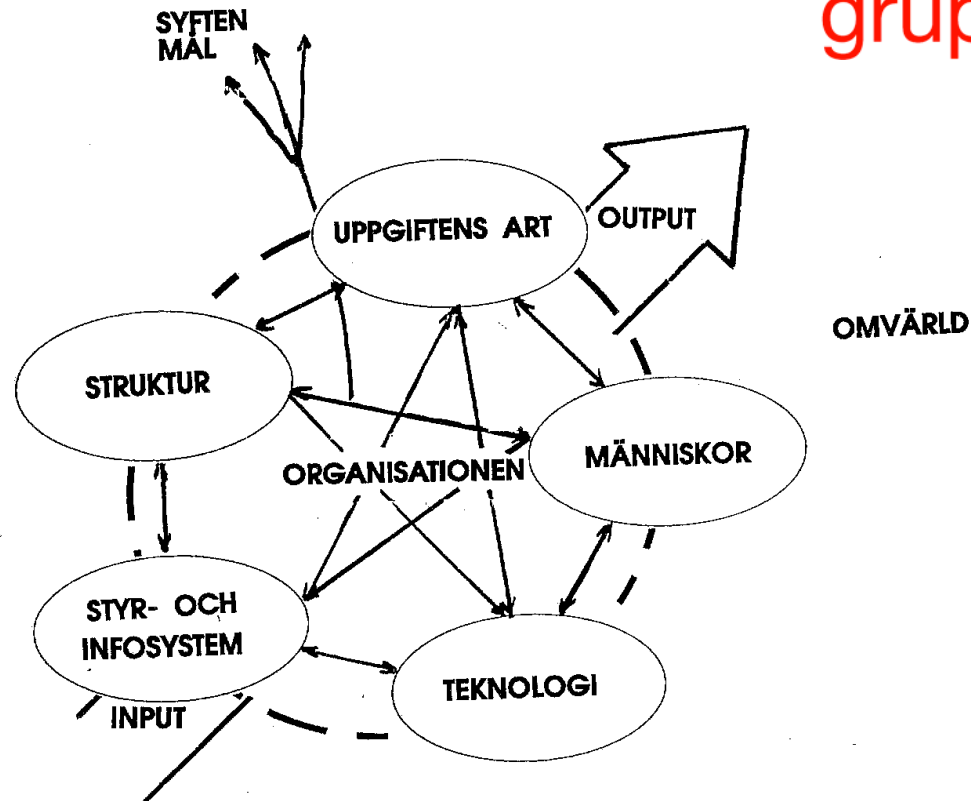 SYFTEN
MÅL
grup
UPPGIFTENS ART
OUTPUT
OMVÄRLD
STRUKTUR
ORGANISATIONEN
MÄNNISKOR
STYR- OCH
INFOSYSTEM
TEKNOLOGI
INPUT